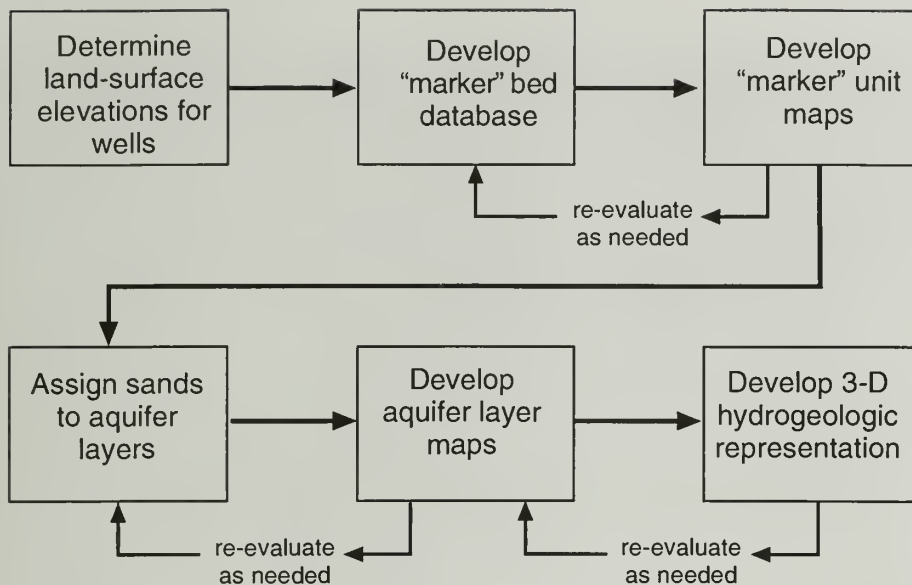 Determine
land-surface
elevations for
wells
Develop
“marker” bed
database
Develop
“marker” unit
maps
re-evaluate
as needed
Assign sands
to aquifer
layers
Develop
aquifer layer
maps
Develop 3-D
hydrogeologic
representation
re-evaluate
as needed
re-evaluate
as needed